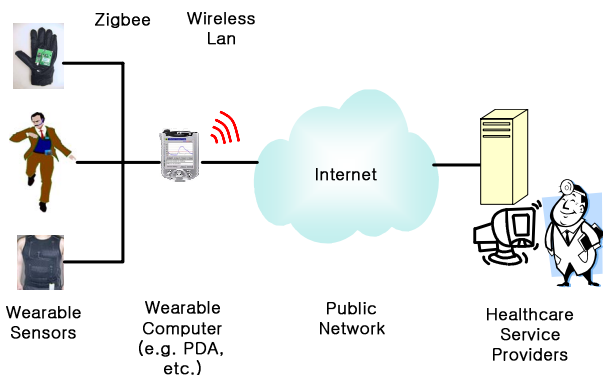 Zigbee
Wireless
Lan
Internet
Wearable
Sensors
Wearable
Computer
(e.g. PDA,
etc.)
Public
Network
Healthcare
Service
Providers